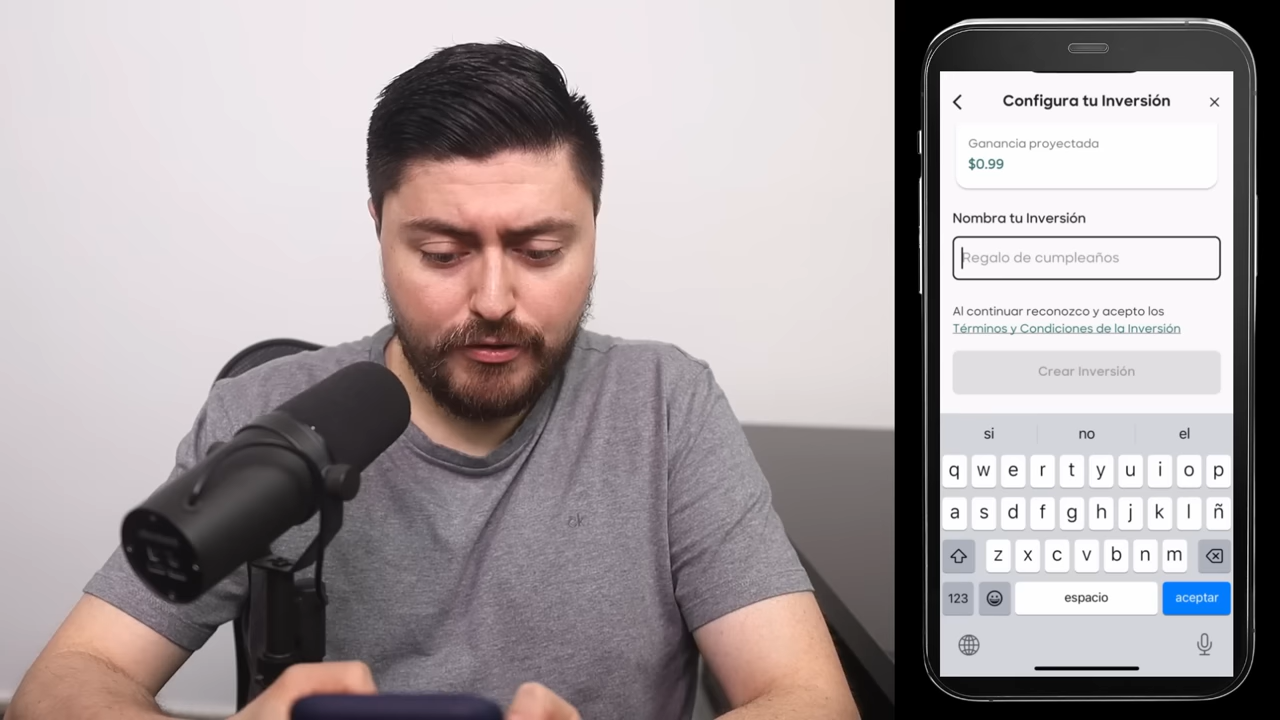 Configura tu Inversión
Ganancia proyectada
$0.99
Nombra tu Inversión
Regalo de cumpleaños
Al continuar reconozco y acepto los
Términos y Condiciones de la Inversión
Crear Inversión
si no el
q w e r t y u i o p
a s d f g h j k l ñ
z x c v b n m
123 espacio aceptar
ck